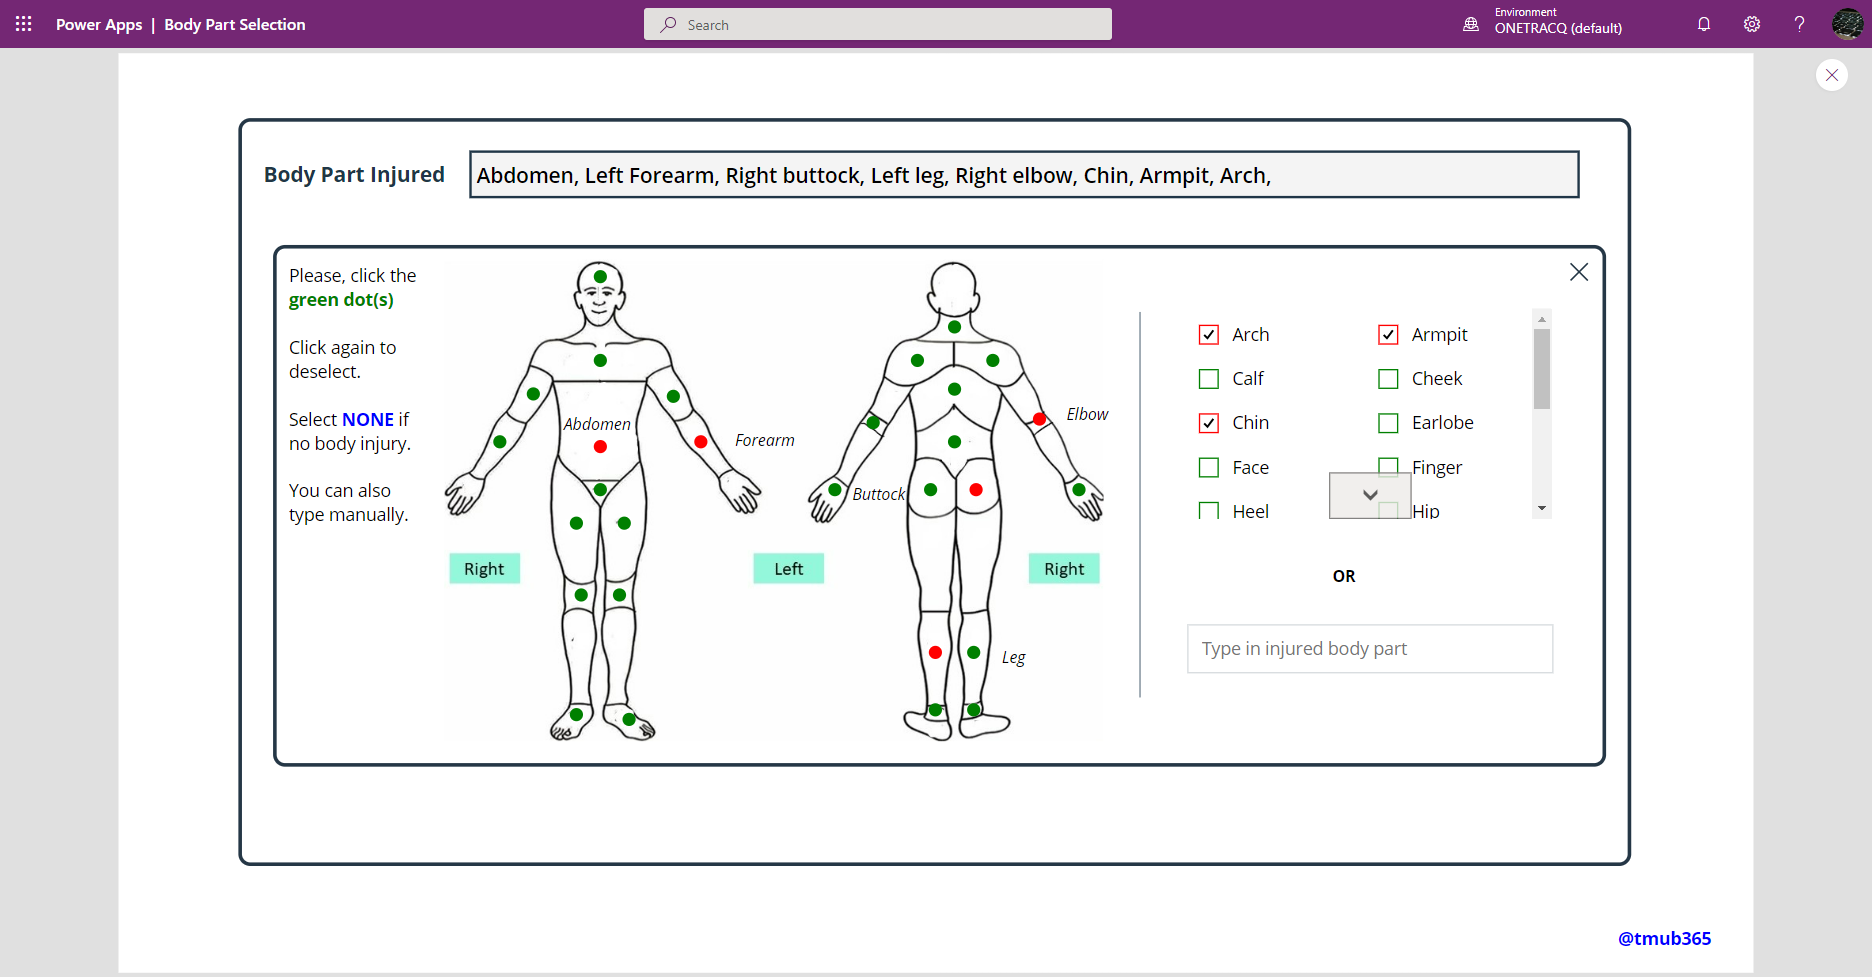 Power Apps | Body Part Selection
Search
Environment
ONETRACQ (default)
Body Part Injured
Abdomen, Left Forearm, Right buttock, Left leg, Right elbow, Chin, Armpit, Arch,
Please, click the
green dot(s)
Click again to
deselect.
Select NONE if
no body injury.
You can also
type manually.
Abdomen
Forearm
Elbow
Buttock
Right
Left
Right
Leg
Arch
Armpit
Calf
Cheek
Chin
Earlobe
Face
Finger
Heel
Hip
OR
Type in injured body part
@tmub365